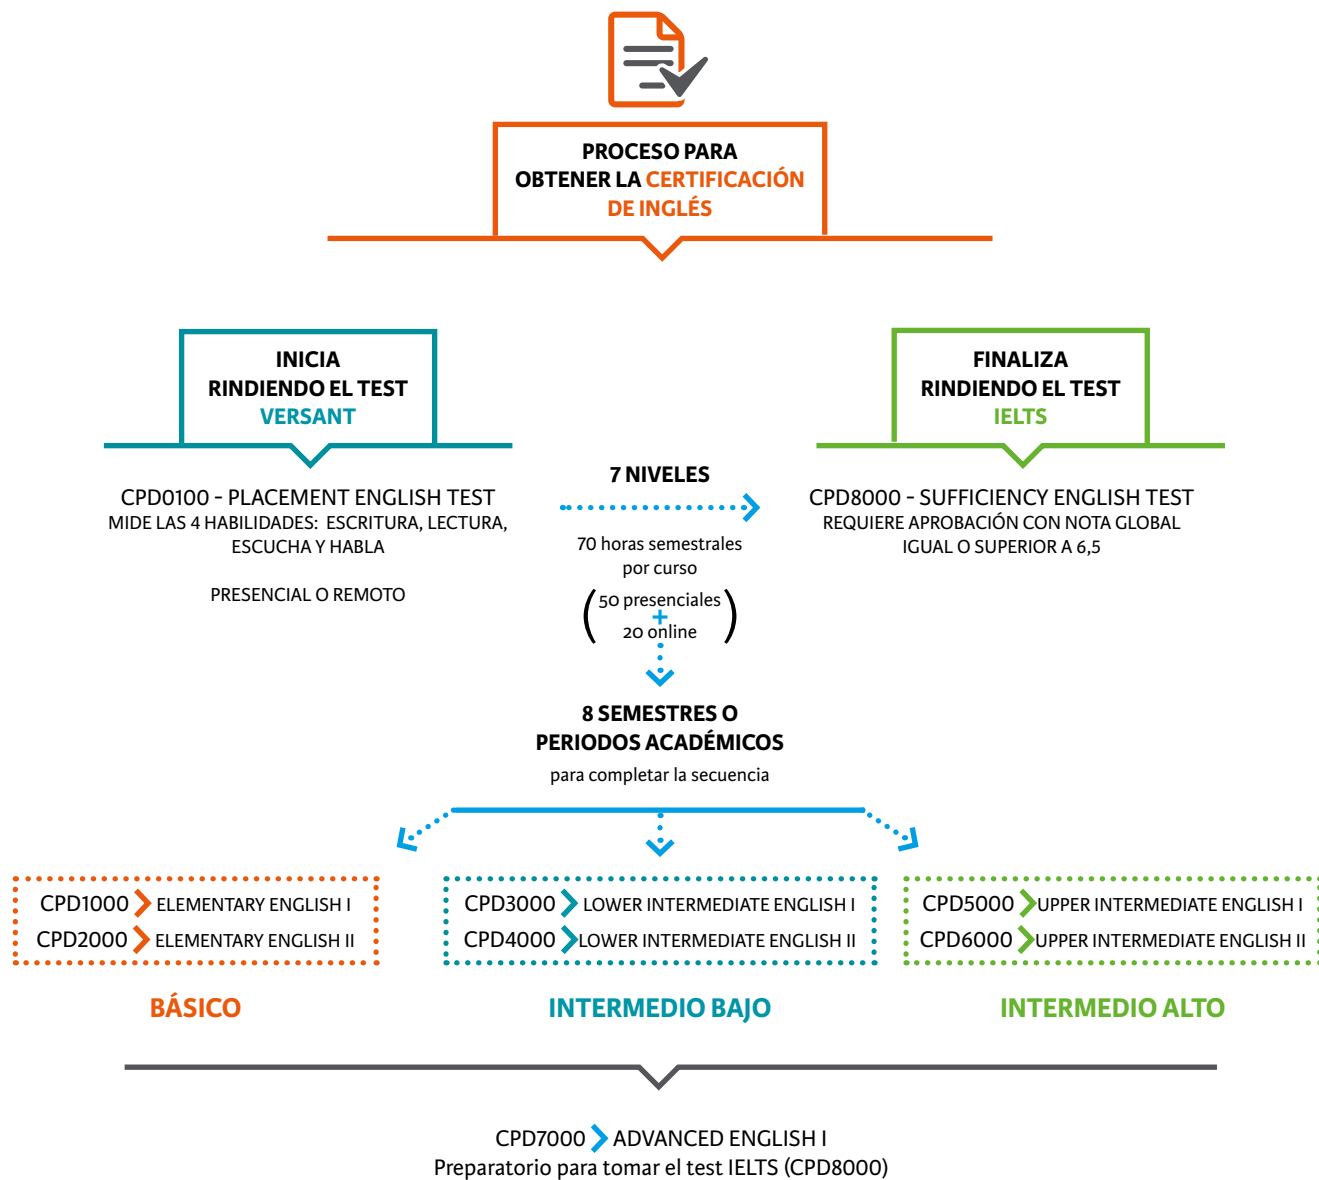 PROCESO PARA
OBTENER LA CERTIFICACIÓN
DE INGLÉS
INICIA
RINDIENDO EL TEST
VERSANT
CPD0100 - PLACEMENT ENGLISH TEST
MIDE LAS 4 HABILIDADES: ESCRITURA, LECTURA,
ESCUCHA Y HABLA
PRESENCIAL O REMOTO
7 NIVELES
70 horas semestrales
por curso
(50 presenciales
+
20 online)
FINALIZA
RINDIENDO EL TEST
IELTS
CPD8000 - SUFFICIENCY ENGLISH TEST
REQUIERE APROBACIÓN CON NOTA GLOBAL
IGUAL O SUPERIOR A 6,5
8 SEMESTRES O
PERIODOS ACADÉMICOS
para completar la secuencia
CPD1000 > ELEMENTARY ENGLISH I
CPD2000 > ELEMENTARY ENGLISH II
BÁSICO
CPD3000 > LOWER INTERMEDIATE ENGLISH I
CPD4000 > LOWER INTERMEDIATE ENGLISH II
INTERMEDIO BAJO
CPD5000 > UPPER INTERMEDIATE ENGLISH I
CPD6000 > UPPER INTERMEDIATE ENGLISH II
INTERMEDIO ALTO
CPD7000 > ADVANCED ENGLISH I
Preparatorio para tomar el test IELTS (CPD8000)